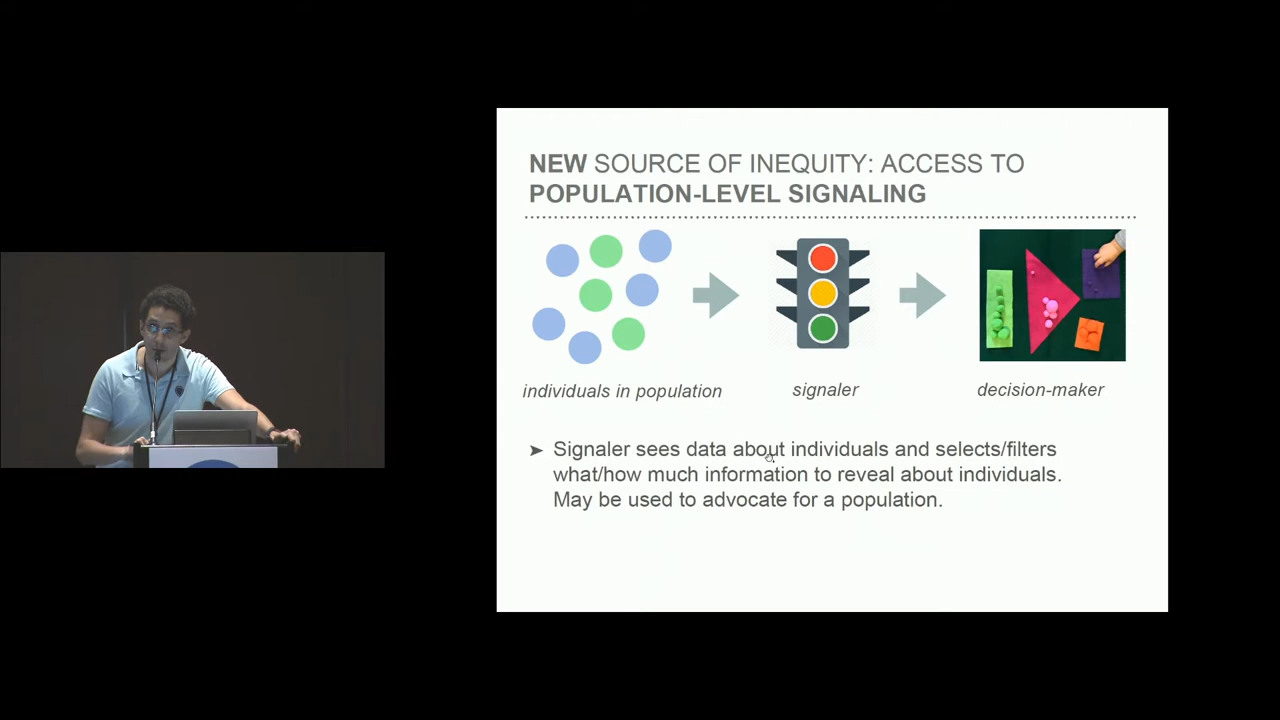 NEW SOURCE OF INEQUITY: ACCESS TO
POPULATION-LEVEL SIGNALING
individuals in population
signaler
decision-maker
➤ Signaler sees data about individuals and selects/filters
what/how much information to reveal about individuals.
May be used to advocate for a population.